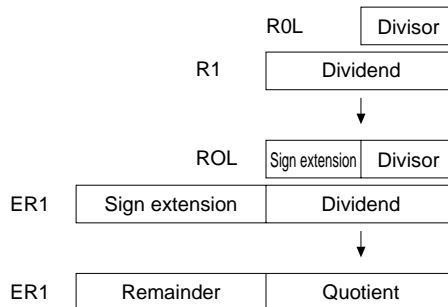 R0L Divisor
R1 Dividend
ROL Sign extension Divisor
ER1 Sign extension Dividend
ER1 Remainder Quotient